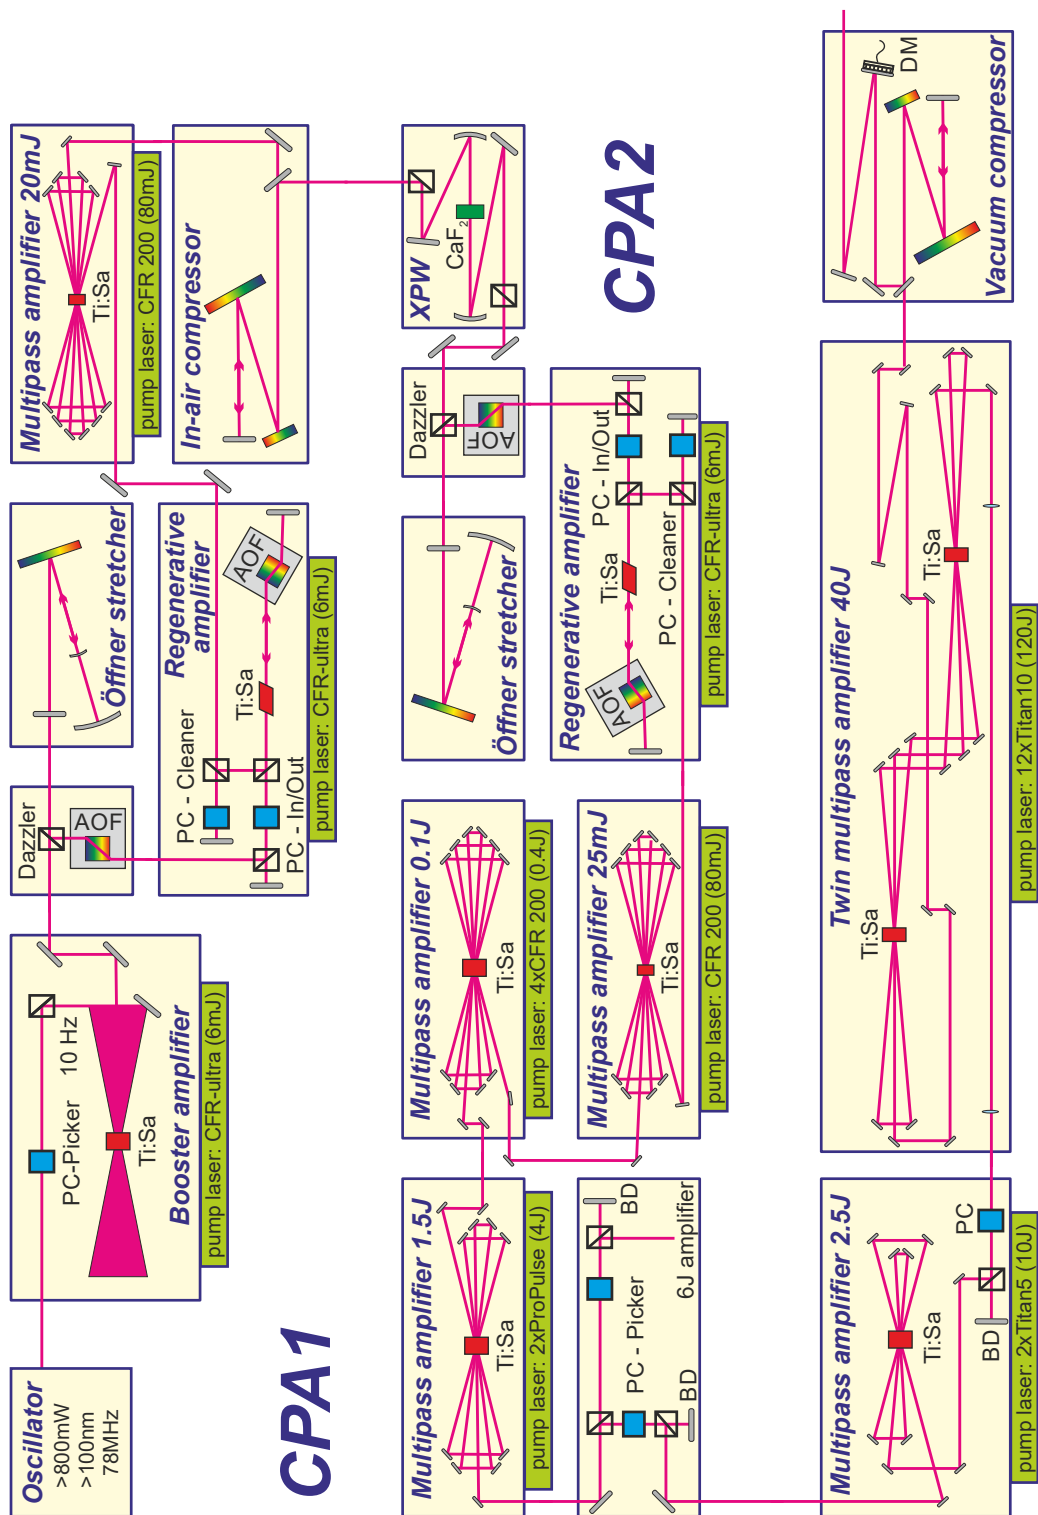 Oscillator
>800mW
>100nm
78MHz
PC-Picker
10 Hz
Ti:Sa
Booster amplifier
pump laser: CFR-ultra (6mJ)
Dazzler
AOF
Öffner stretcher
PC - Cleaner
PC - In/Out
Ti:Sa
AOF
Regenerative
amplifier
pump laser: CFR-ultra (6mJ)
Multipass amplifier 20mJ
Ti:Sa
pump laser: CFR 200 (80mJ)
In-air compressor
CPA1
XPW
CaF2
CPA2
Dazzler
AOF
Öffner stretcher
Regenerative amplifier
AOF
Ti:Sa
PC - In/Out
PC - Cleaner
pump laser: CFR-ultra (6mJ)
Multipass amplifier 25mJ
Ti:Sa
pump laser: CFR 200 (80mJ)
Multipass amplifier 0.1J
Ti:Sa
pump laser: 4xCFR 200 (0.4J)
Multipass amplifier 1.5J
Ti:Sa
pump laser: 2xProPulse (4J)
BD
PC - Picker
6J amplifier
BD
Multipass amplifier 2.5J
Ti:Sa
BD
PC
pump laser: 2xTitan5 (10J)
Twin multipass amplifier 40J
Ti:Sa
Ti:Sa
pump laser: 12xTitan10 (120J)
DM
Vacuum compressor